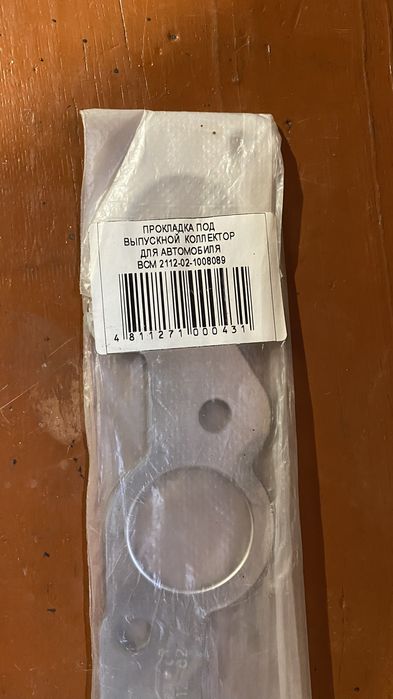 ПРОКЛАДКА ПОД
ВЫПУСКНОЙ КОЛЛЕКТОР
ДЛЯ АВТОМОБИЛЯ
ВСМ 2112-02-1008089
4 811271 000431